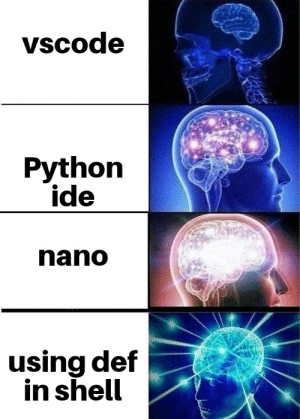 vscode
Python
ide
nano
using def
in shell